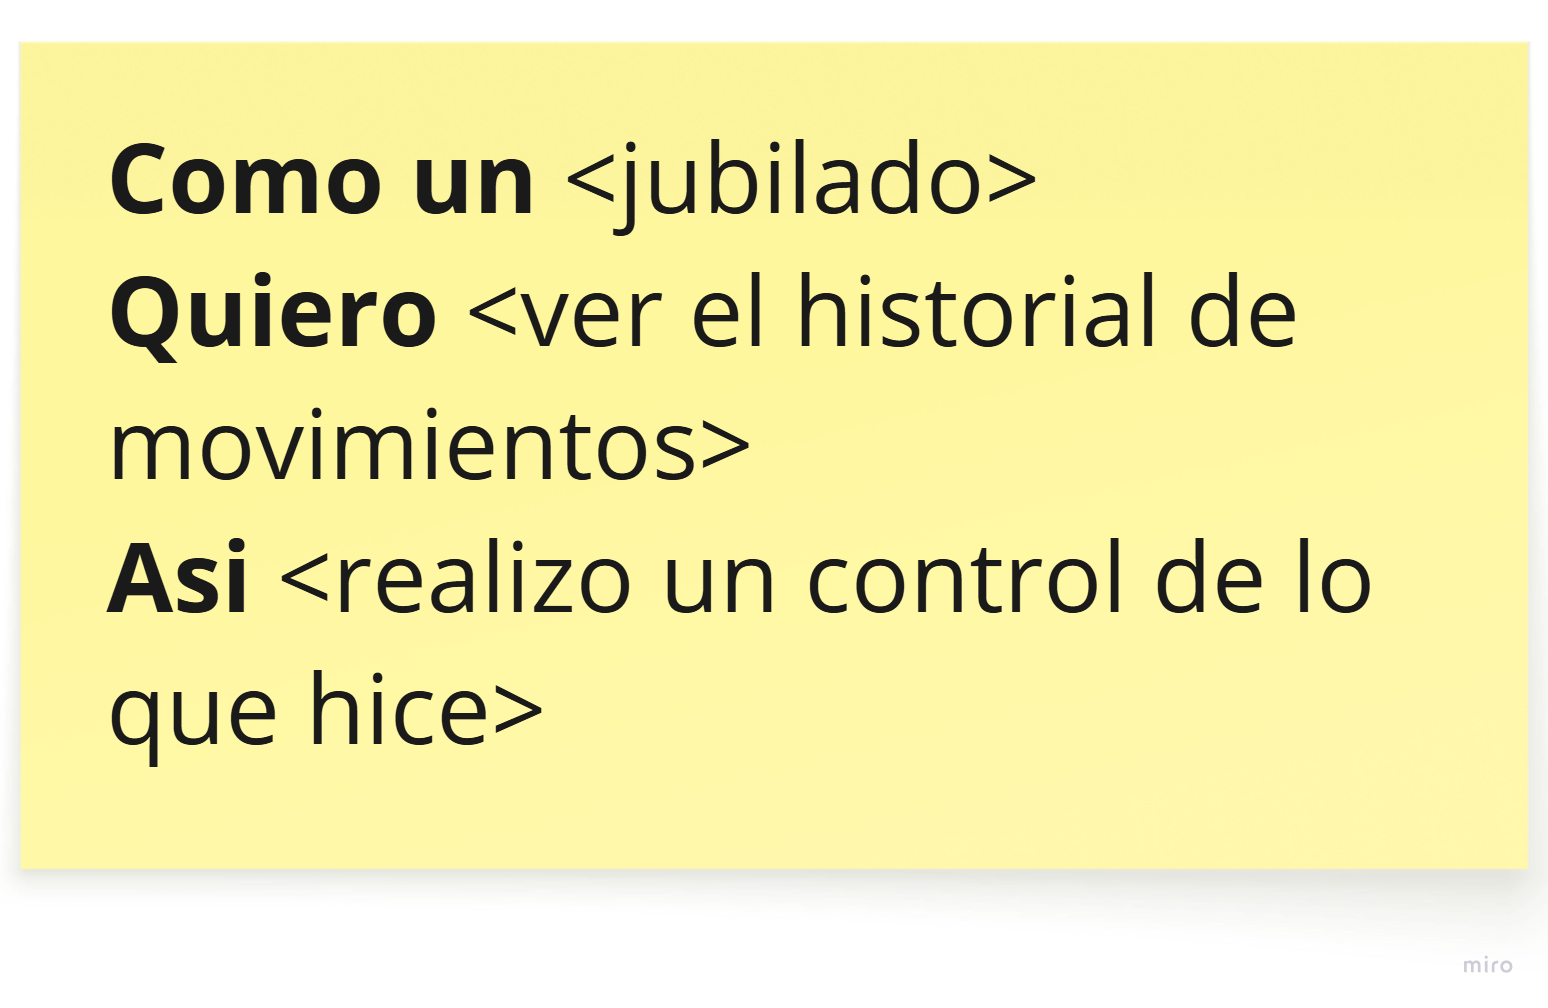 Como un <jubilado>
Quiero <ver el historial de
movimientos>
Asi <realizo un control de lo
que hice>
miro